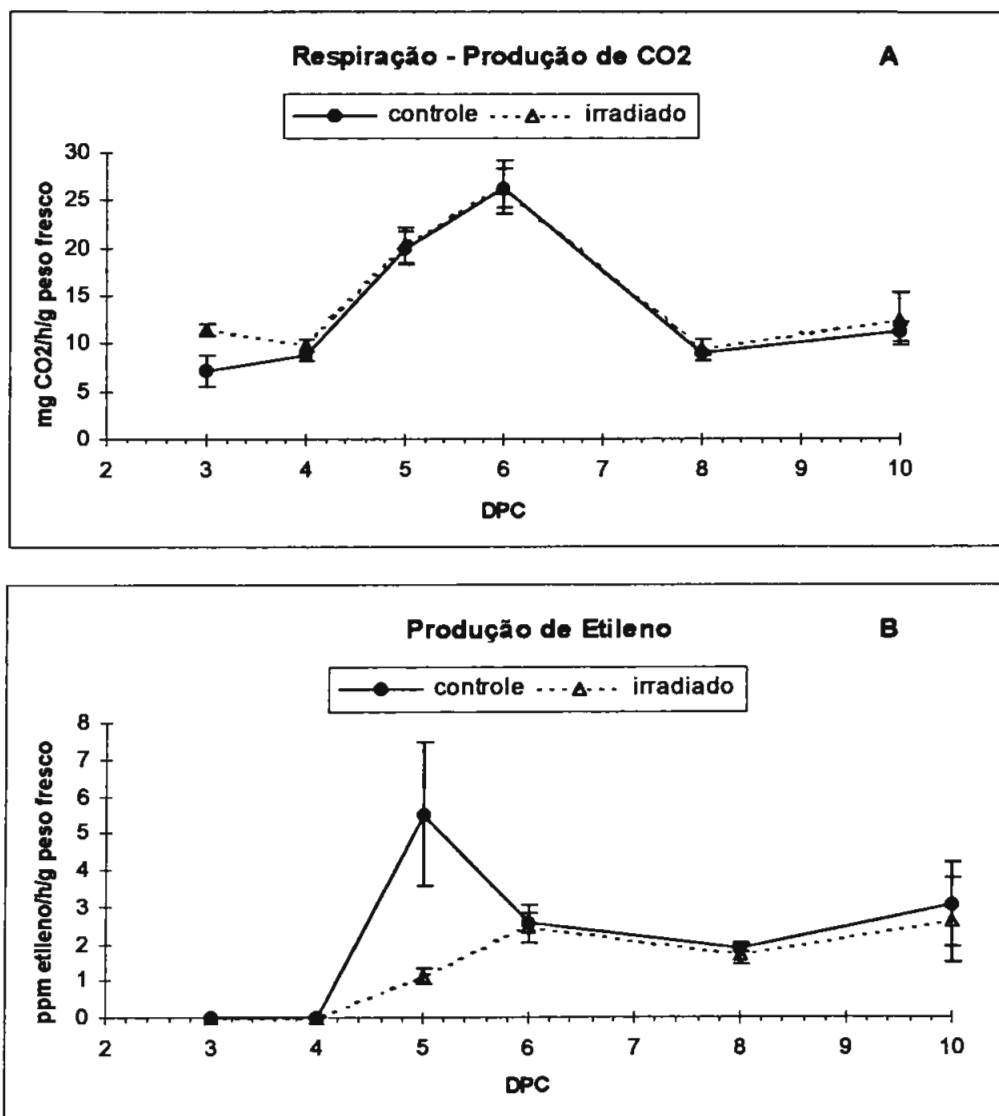 Respiração - Produção de CO2 A
controle irradiado
mg CO2/h/g peso fresco
30
25
20
15
10
5
0
2 3 4 5 6 7 8 9 10
DPC
Produção de Etileno B
controle irradiado
ppm etileno/h/g peso fresco
8
7
6
5
4
3
2
1
0
2 3 4 5 6 7 8 9 10
DPC